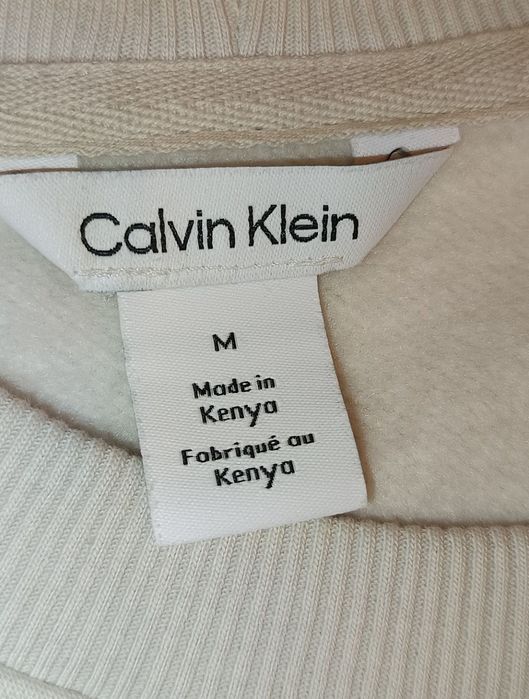 Calvin Klein
M
Made in
Kenya
Fabriqué au
Kenya